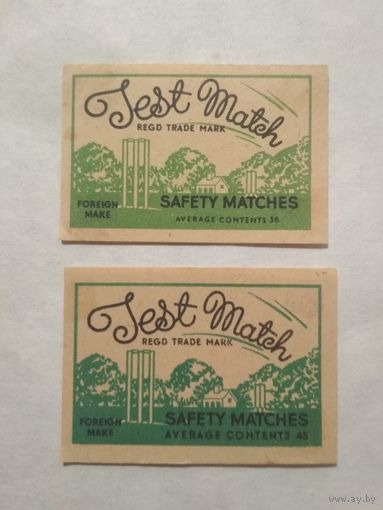 Test Match
REGD TRADE MARK
FOREIGN MAKE
SAFETY MATCHES
AVERAGE CONTENTS 36
Test Match
REGD TRADE MARK
FOREIGN MAKE
SAFETY MATCHES
AVERAGE CONTENTS 45
www.ay.by